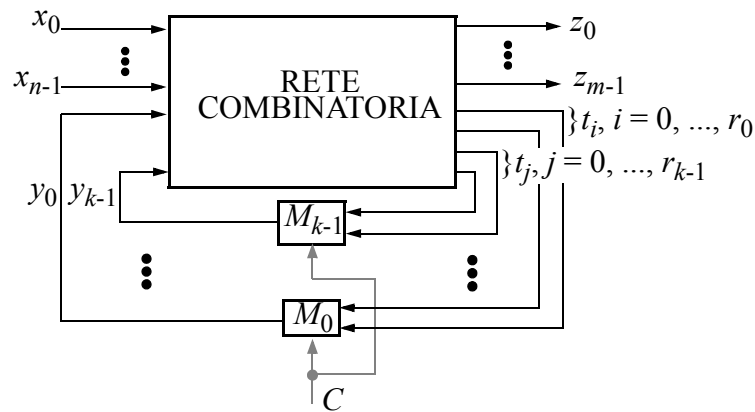 x0
z0
xn-1
RETE
COMBINATORIA
zm-1
}ti, i = 0, ..., r0
}tj, j = 0, ..., rk-1
y0 yk-1
Mk-1
M0
C